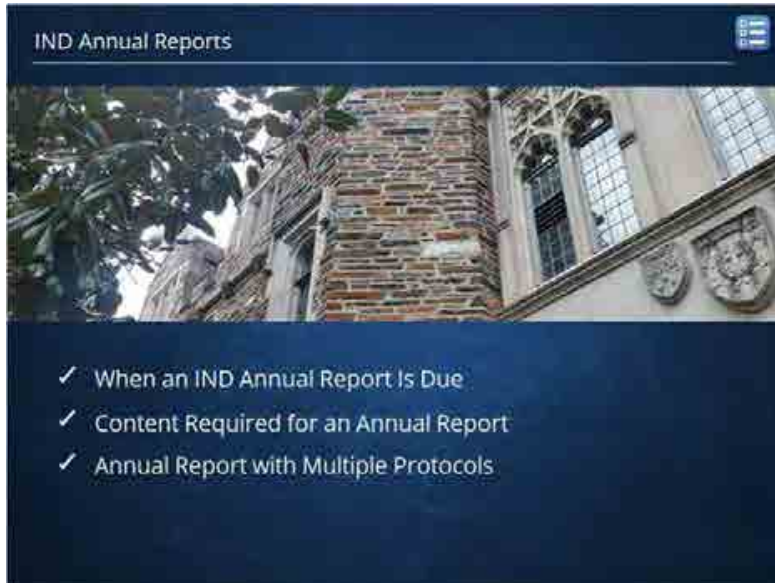 IND Annual Reports
✓ When an IND Annual Report Is Due
✓ Content Required for an Annual Report
✓ Annual Report with Multiple Protocols